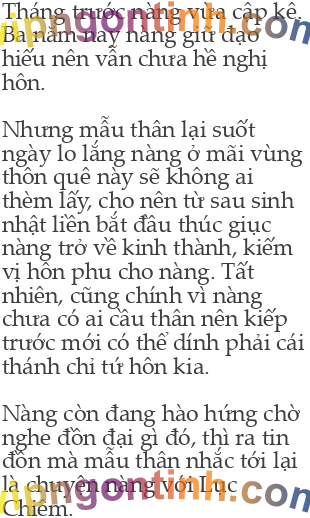 Tháng trước nàng vừa cập kê.
Ba năm nay nàng giữ đạo
hiếu nên vẫn chưa hề nghị
hôn.
Nhưng mẫu thân lại suốt
ngày lo lắng nàng ở mãi vùng
thôn quê này sẽ không ai
thèm lấy, cho nên từ sau sinh
nhật liền bắt đầu thúc giục
nàng trở về kinh thành, kiếm
vị hôn phu cho nàng. Tất
nhiên, cũng chính vì nàng
chưa có ai cầu thân nên kiếp
trước mới có thể dính phải cái
thánh chỉ tứ hôn kia.
Nàng còn đang hào hứng chờ
nghe đồn đại gì đó, thì ra tin
đồn mà mẫu thân nhắc tới lại
là chuyện nàng với Lục
Chiêm.
vipngontinh.com
vipngontinh.com